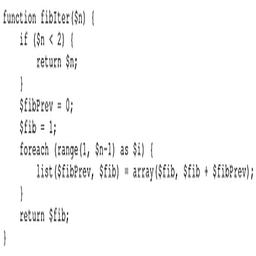 function fibIter($n) {
    if ($n < 2) {
        return $n;
    }
    $fibPrev = 0;
    $fib = 1;
    foreach (range(1, $n-1) as $i) {
        list($fibPrev, $fib) = array($fib, $fib + $fibPrev);
    }
    return $fib;
}